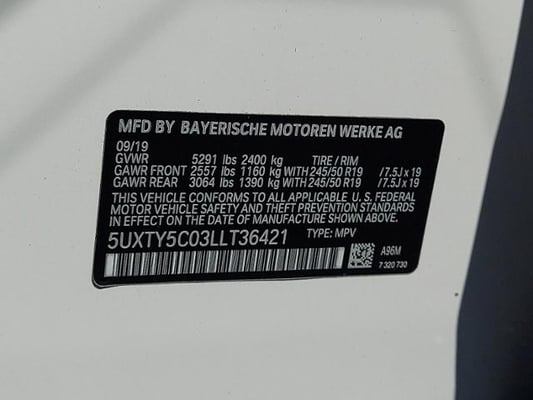 MFD BY BAYERISCHE MOTOREN WERKE AG
09/19
GVWR 5291 lbs 2400 kg TIRE / RIM
GAWR FRONT 2557 lbs 1160 kg WITH 245/50 R19 /7.5J x 19
GAWR REAR 3064 lbs 1390 kg WITH 245/50 R19 /7.5J x 19
THIS VEHICLE CONFORMS TO ALL APPLICABLE U. S. FEDERAL
MOTOR VEHICLE SAFETY AND THEFT PREVENTION STANDARDS
IN EFFECT ON THE DATE OF MANUFACTURE SHOWN ABOVE.
5UXTY5C03LLT36421 TYPE: MPV
A96M
7 320 730